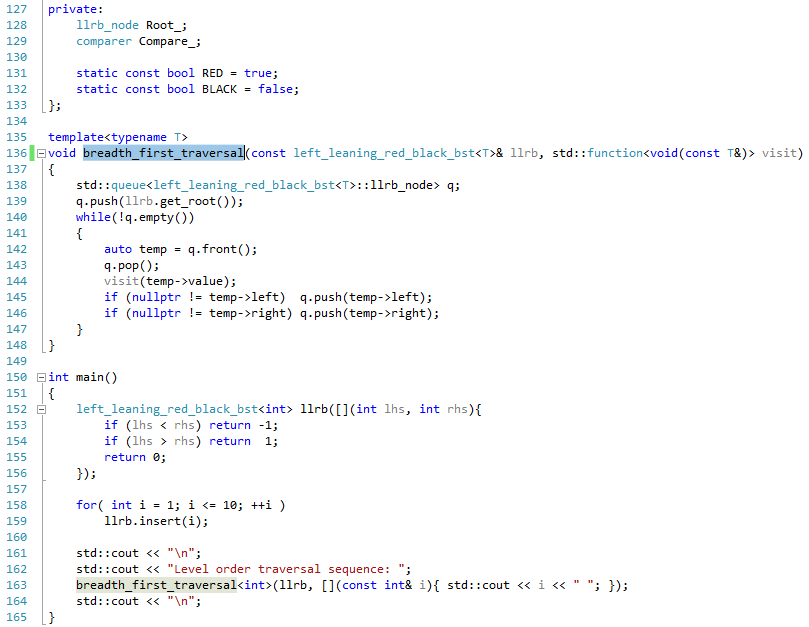 127 private:
128     llrb_node Root_;
129     comparer Compare_;
130
131     static const bool RED = true;
132     static const bool BLACK = false;
133 };
134
135 template<typename T>
136 void breadth_first_traversal(const left_leaning_red_black_bst<T>& llrb, std::function<void(const T&)> visit)
137 {
138     std::queue<left_leaning_red_black_bst<T>::llrb_node> q;
139     q.push(llrb.get_root());
140     while(!q.empty())
141     {
142         auto temp = q.front();
143         q.pop();
144         visit(temp->value);
145         if (nullptr != temp->left)  q.push(temp->left);
146         if (nullptr != temp->right) q.push(temp->right);
147     }
148 }
149
150 int main()
151 {
152     left_leaning_red_black_bst<int> llrb([](int lhs, int rhs){
153         if (lhs < rhs) return -1;
154         if (lhs > rhs) return  1;
155         return 0;
156     });
157
158     for( int i = 1; i <= 10; ++i )
159         llrb.insert(i);
160
161     std::cout << "\n";
162     std::cout << "Level order traversal sequence: ";
163     breadth_first_traversal<int>(llrb, [](const int& i){ std::cout << i << " "; });
164     std::cout << "\n";
165 }